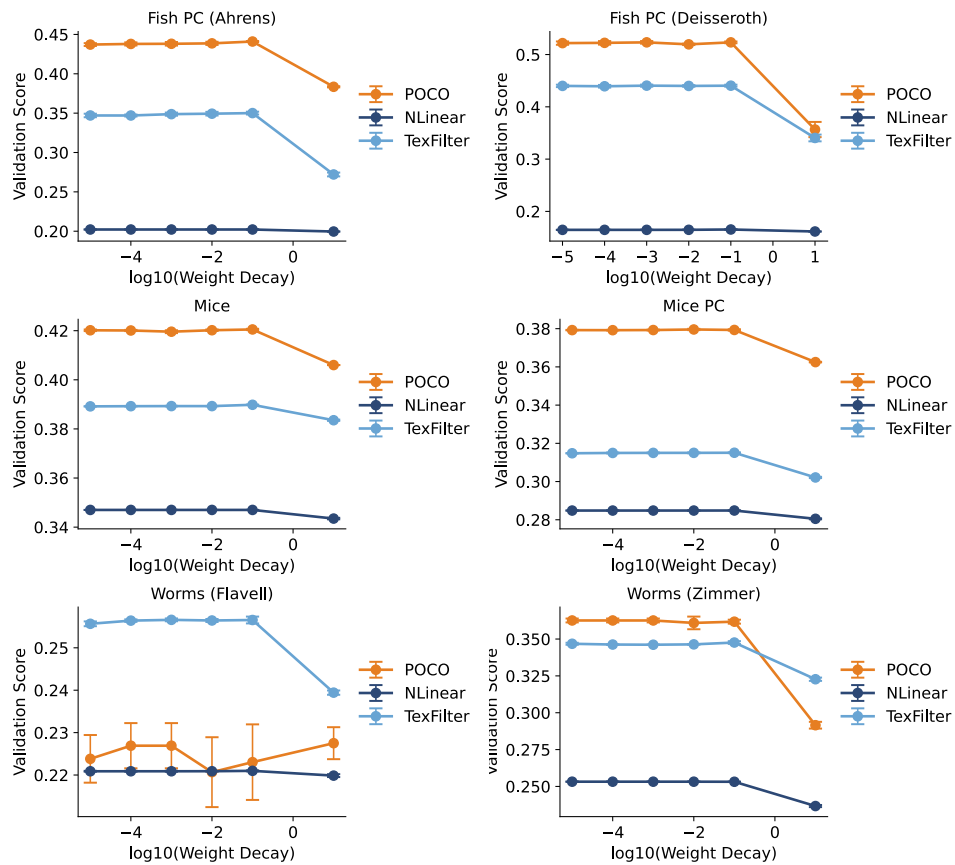 Fish PC (Ahrens)
Validation Score
0.45
0.40
0.35
0.30
0.25
0.20
−4
−2
0
log10(Weight Decay)
POCO
NLinear
TexFilter
Fish PC (Deisseroth)
Validation Score
0.5
0.4
0.3
0.2
−5
−4
−3
−2
−1
0
1
log10(Weight Decay)
POCO
NLinear
TexFilter
Mice
Validation Score
0.42
0.40
0.38
0.36
0.34
−4
−2
0
log10(Weight Decay)
POCO
NLinear
TexFilter
Mice PC
Validation Score
0.38
0.36
0.34
0.32
0.30
0.28
−4
−2
0
log10(Weight Decay)
POCO
NLinear
TexFilter
Worms (Flavell)
Validation Score
0.25
0.24
0.23
0.22
−4
−2
0
log10(Weight Decay)
POCO
NLinear
TexFilter
Worms (Zimmer)
Validation Score
0.350
0.325
0.300
0.275
0.250
−4
−2
0
log10(Weight Decay)
POCO
NLinear
TexFilter